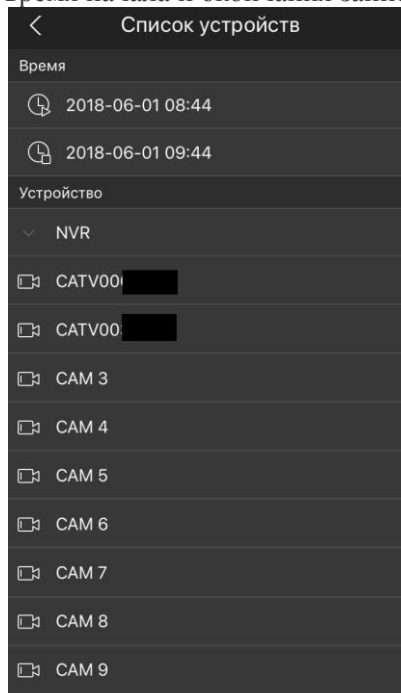 Список устройств
Время
2018-06-01 08:44
2018-06-01 09:44
Устройство
NVR
CATV00
CATV00
CAM 3
CAM 4
CAM 5
CAM 6
CAM 7
CAM 8
CAM 9